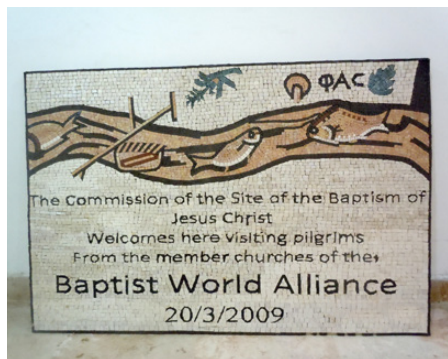 ΦΑС
The Commission of the Site of the Baptism of
Jesus Christ
Welcomes here visiting pilgrims
From the member churches of the
Baptist World Alliance
20/3/2009